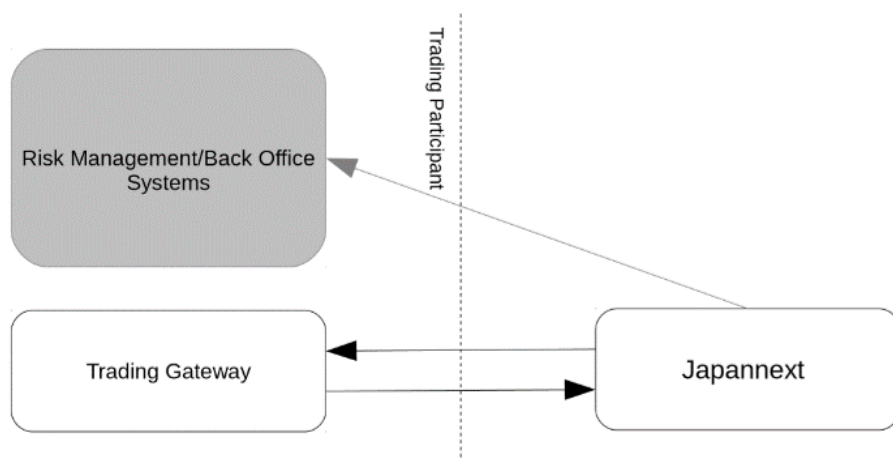 Trading Participant
Risk Management/Back Office
Systems
Trading Gateway
Japannext